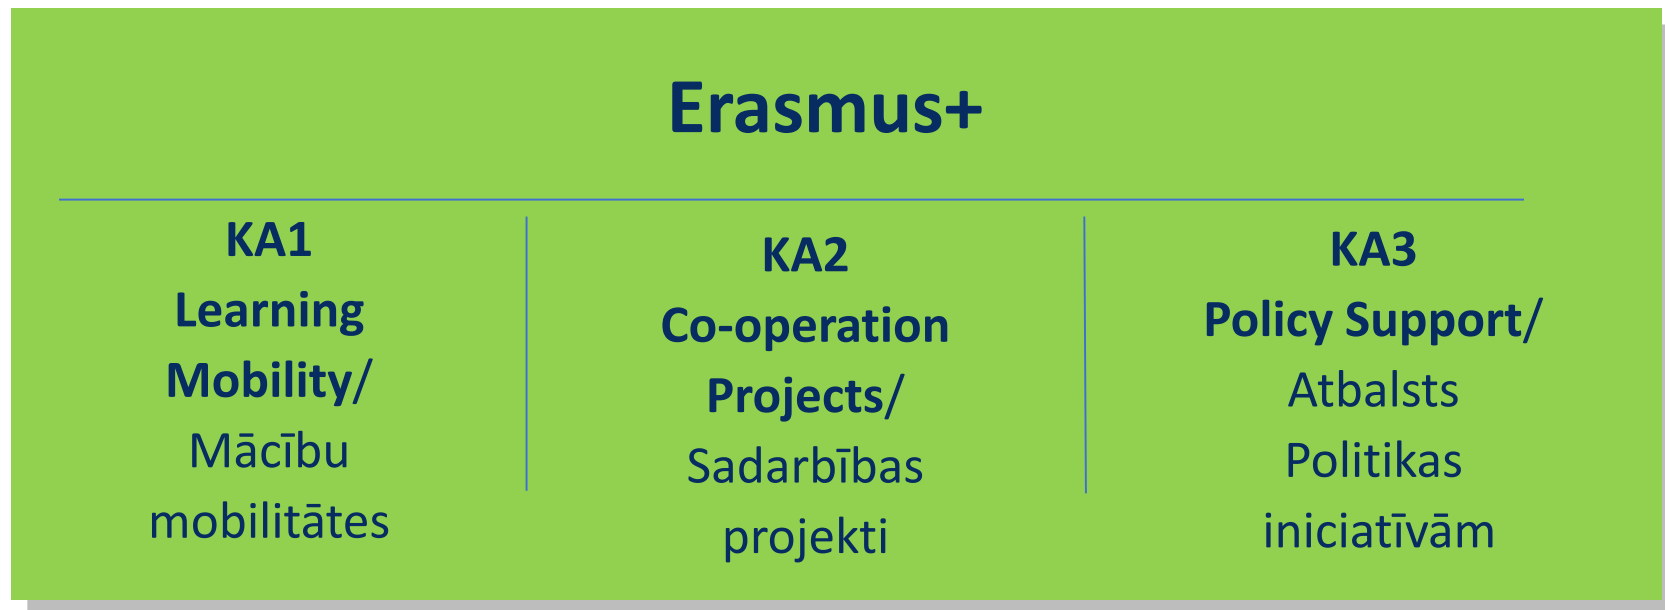 Erasmus+
KA1
Learning
Mobility/
Mācību
mobilitātes
KA2
Co-operation
Projects/
Sadarbības
projekti
KA3
Policy Support/
Atbalsts
Politikas
iniciatīvām